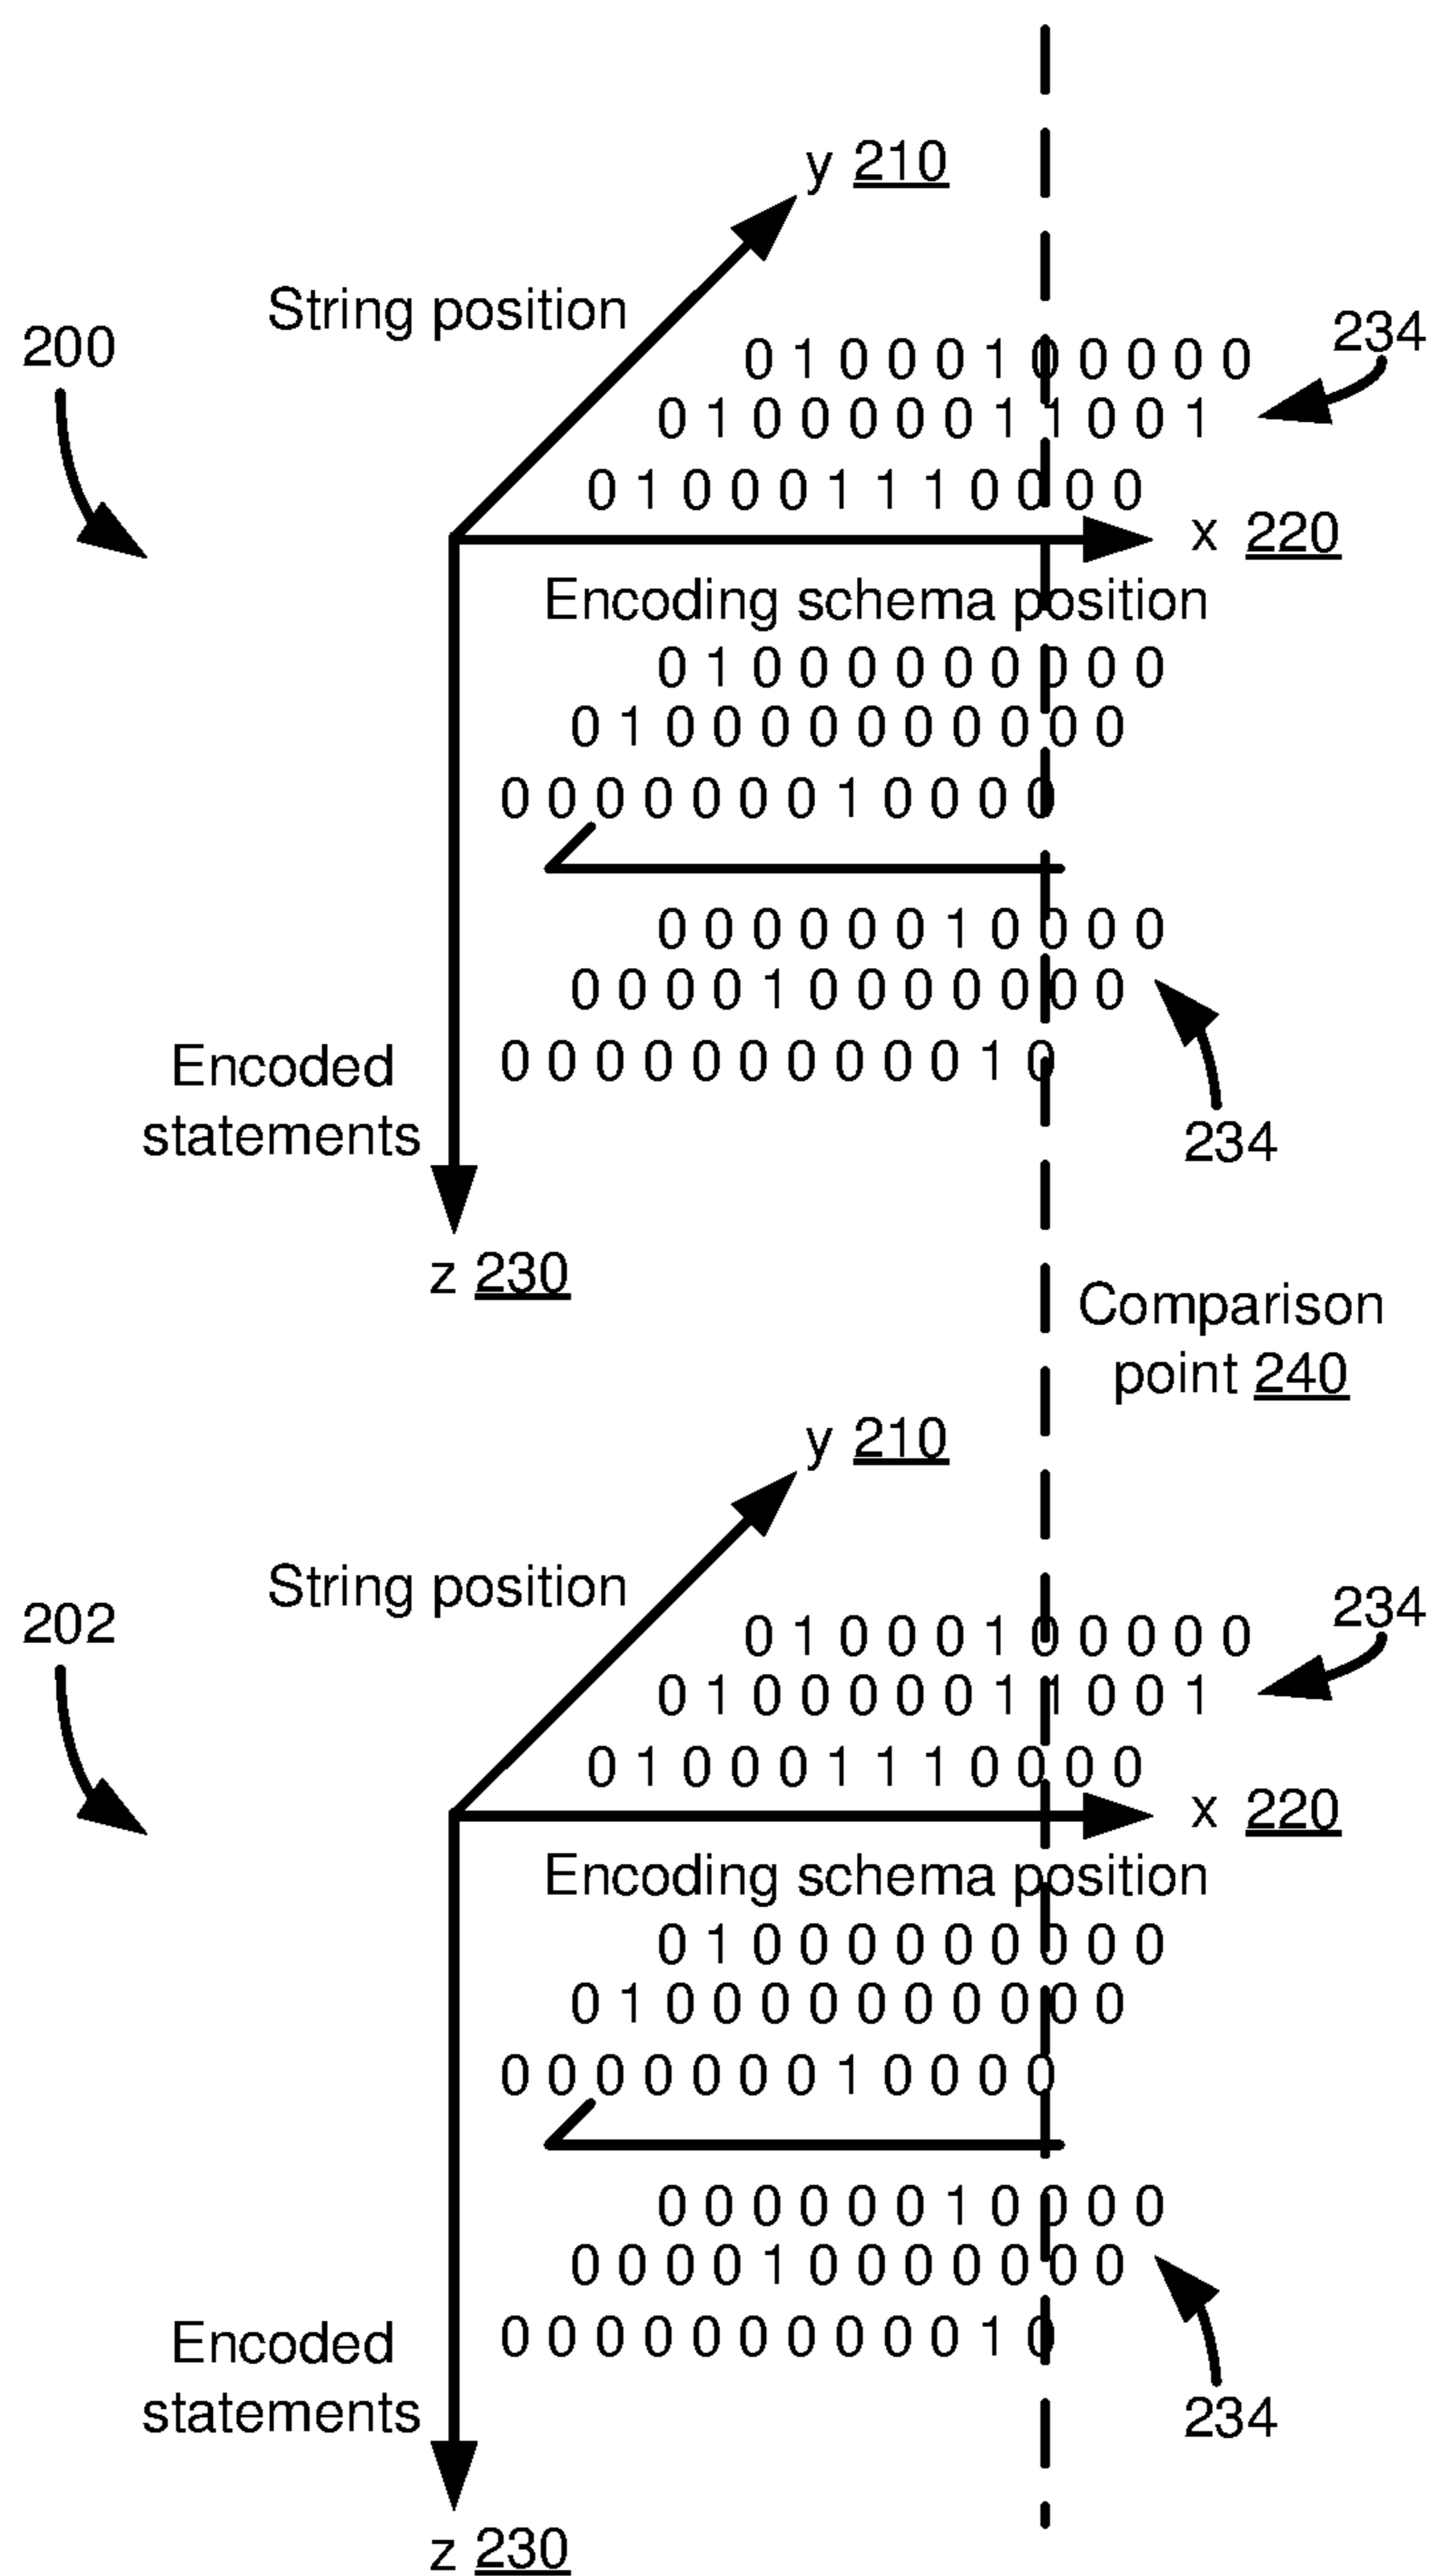 y 210
String position
200
0 1 0 0 0 1 0 0 0 0 0
234
0 1 0 0 0 0 0 1 1 0 0 1
0 1 0 0 0 1 1 1 0 0 0 0
x 220
Encoding schema position
0 1 0 0 0 0 0 0 0 0 0
0 1 0 0 0 0 0 0 0 0 0 0
0 0 0 0 0 0 0 1 0 0 0 0
0 0 0 0 0 0 1 0 0 0 0
0 0 0 0 1 0 0 0 0 0 0 0
0 0 0 0 0 0 0 0 0 0 1 0
Encoded
statements
234
z 230
Comparison
point 240
y 210
String position
202
0 1 0 0 0 1 0 0 0 0 0
234
0 1 0 0 0 0 0 1 1 0 0 1
0 1 0 0 0 1 1 1 0 0 0 0
x 220
Encoding schema position
0 1 0 0 0 0 0 0 0 0 0
0 1 0 0 0 0 0 0 0 0 0 0
0 0 0 0 0 0 0 1 0 0 0 0
0 0 0 0 0 0 1 0 0 0 0
0 0 0 0 1 0 0 0 0 0 0 0
0 0 0 0 0 0 0 0 0 0 1 0
Encoded
statements
234
z 230